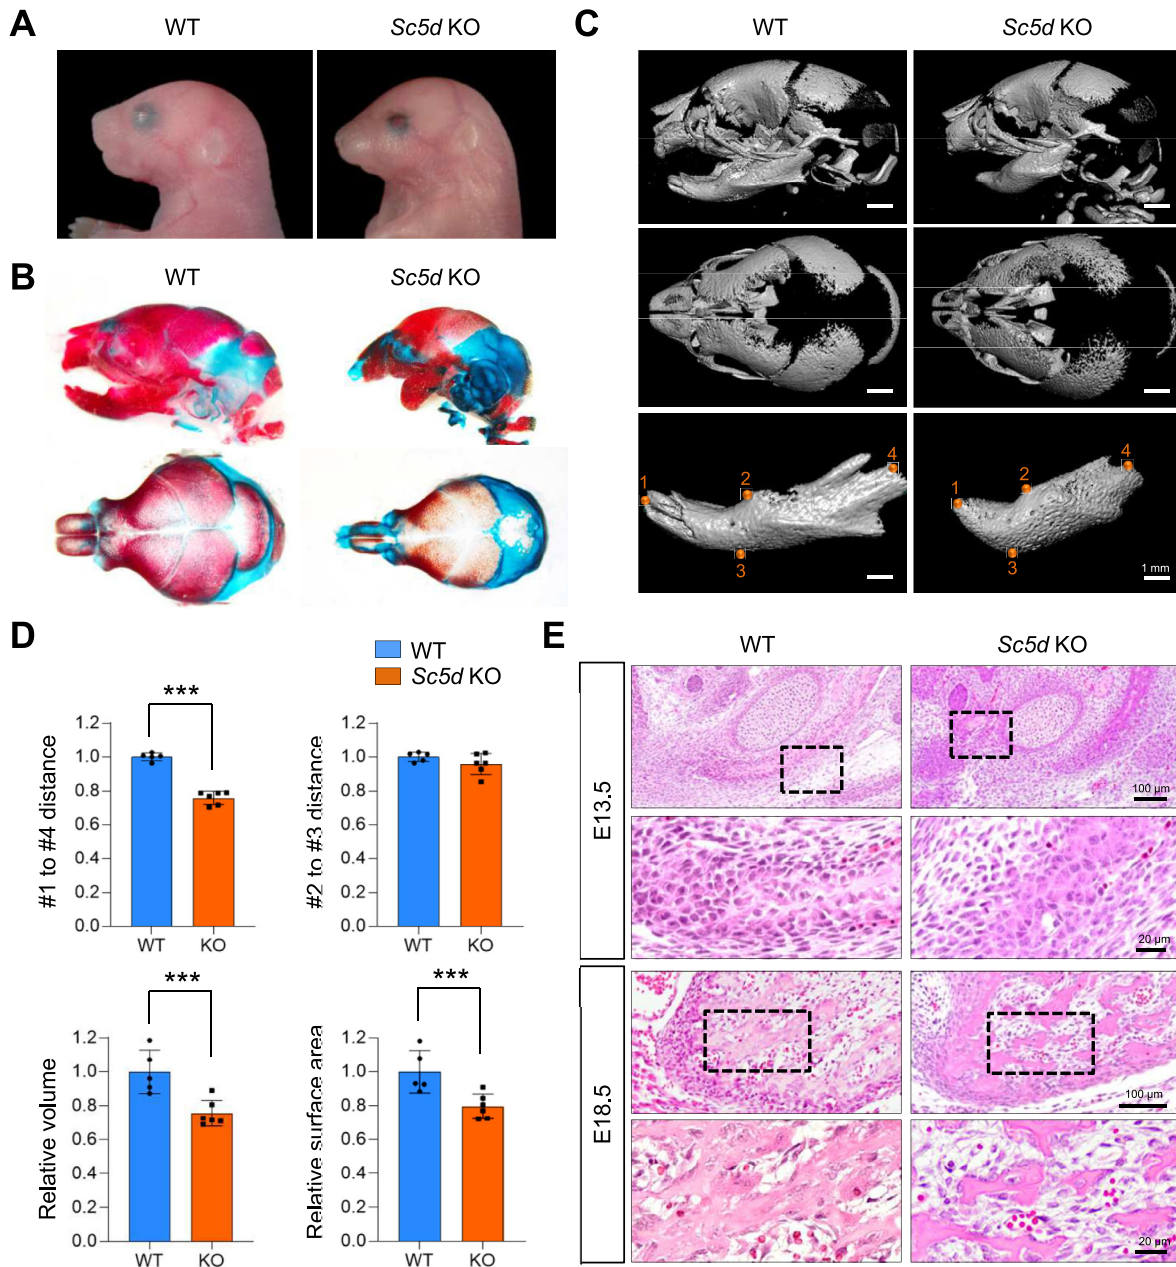 A
WT
Sc5d KO
B
WT
Sc5d KO
C
WT
Sc5d KO
1
2
3
4
1
2
3
4
1 mm
D
WT
Sc5d KO
***
#1 to #4 distance
1.2
1.0
0.8
0.6
0.4
0.2
0.0
WT
KO
#2 to #3 distance
1.2
1.0
0.8
0.6
0.4
0.2
0.0
WT
KO
***
Relative volume
1.2
1.0
0.8
0.6
0.4
0.2
0.0
WT
KO
***
Relative surface area
1.2
1.0
0.8
0.6
0.4
0.2
0.0
WT
KO
E
WT
Sc5d KO
E13.5
100 µm
20 µm
E18.5
100 µm
20 µm